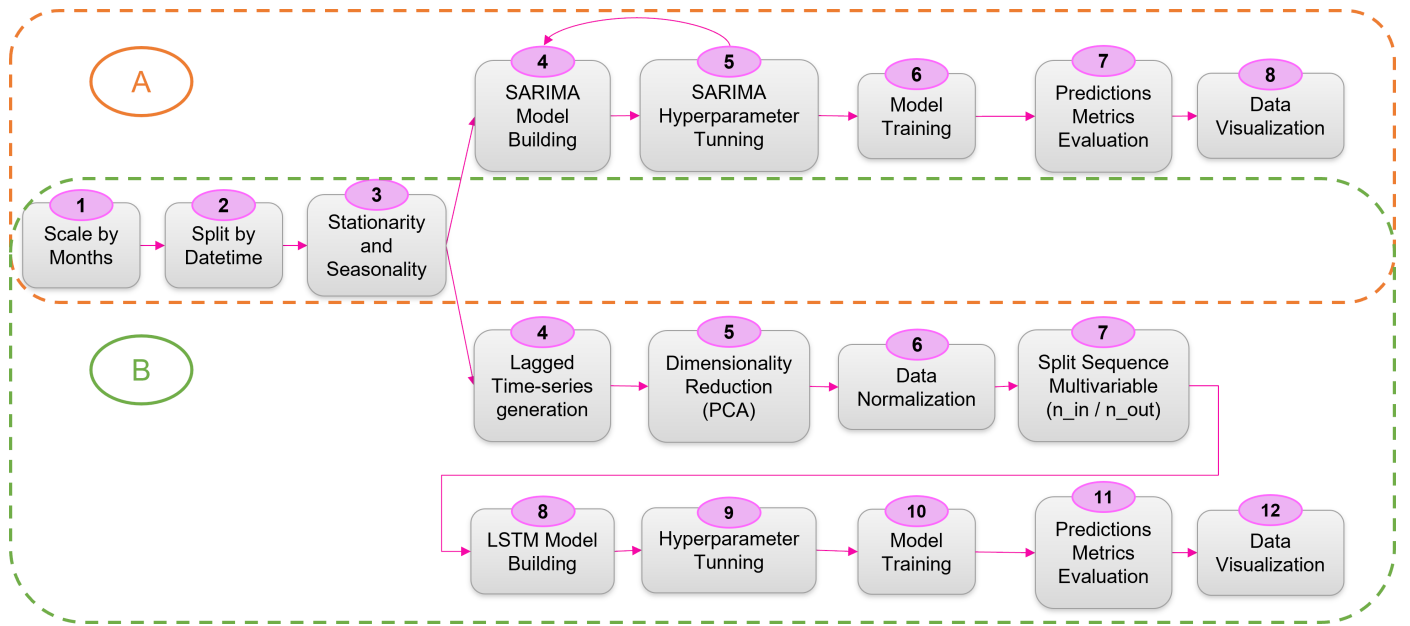 A
4
SARIMA
Model
Building
5
SARIMA
Hyperparameter
Tunning
6
Model
Training
7
Predictions
Metrics
Evaluation
8
Data
Visualization
1
Scale by
Months
2
Split by
Datetime
3
Stationarity
and
Seasonality
B
4
Lagged
Time-series
generation
5
Dimensionality
Reduction
(PCA)
6
Data
Normalization
7
Split Sequence
Multivariable
(n_in / n_out)
8
LSTM Model
Building
9
Hyperparameter
Tunning
10
Model
Training
11
Predictions
Metrics
Evaluation
12
Data
Visualization